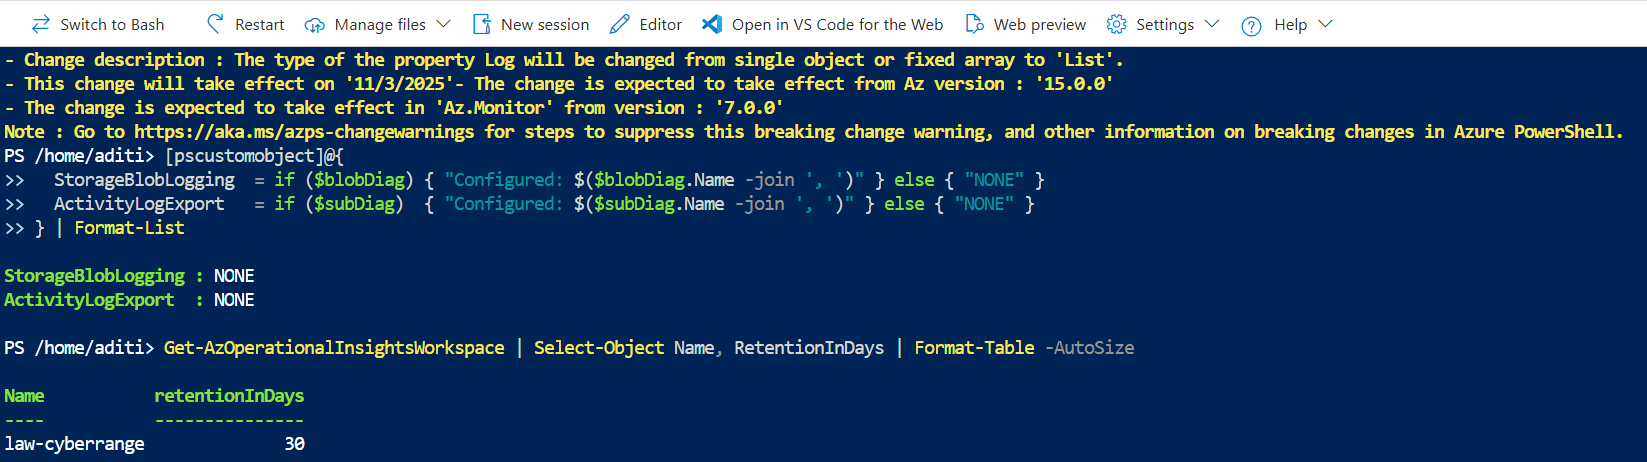 Switch to Bash Restart Manage files New session Editor Open in VS Code for the Web Web preview Settings Help
- Change description : The type of the property Log will be changed from single object or fixed array to 'List'.
- This change will take effect on '11/3/2025'- The change is expected to take effect from Az version : '15.0.0'
- The change is expected to take effect in 'Az.Monitor' from version : '7.0.0'
Note : Go to https://aka.ms/azps-changewarnings for steps to suppress this breaking change warning, and other information on breaking changes in Azure PowerShell.
PS /home/aditi> [pscustomobject]@{
>>   StorageBlobLogging  = if ($blobDiag) { "Configured: $($blobDiag.Name -join ', ')" } else { "NONE" }
>>   ActivityLogExport   = if ($subDiag)  { "Configured: $($subDiag.Name -join ', ')" } else { "NONE" }
>> } | Format-List
StorageBlobLogging : NONE
ActivityLogExport  : NONE
PS /home/aditi> Get-AzOperationalInsightsWorkspace | Select-Object Name, RetentionInDays | Format-Table -AutoSize
Name           retentionInDays
----           ---------------
law-cyberrange              30